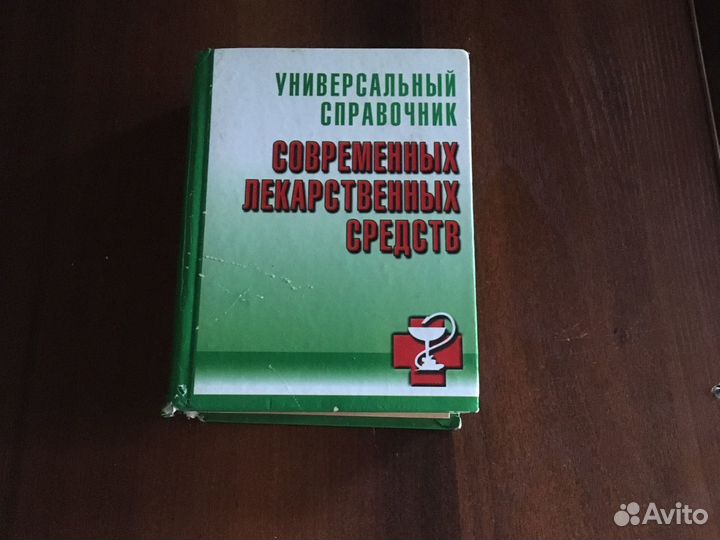 УНИВЕРСАЛЬНЫЙ
СПРАВОЧНИК
СОВРЕМЕННЫХ
ЛЕКАРСТВЕННЫХ
СРЕДСТВ
Avito